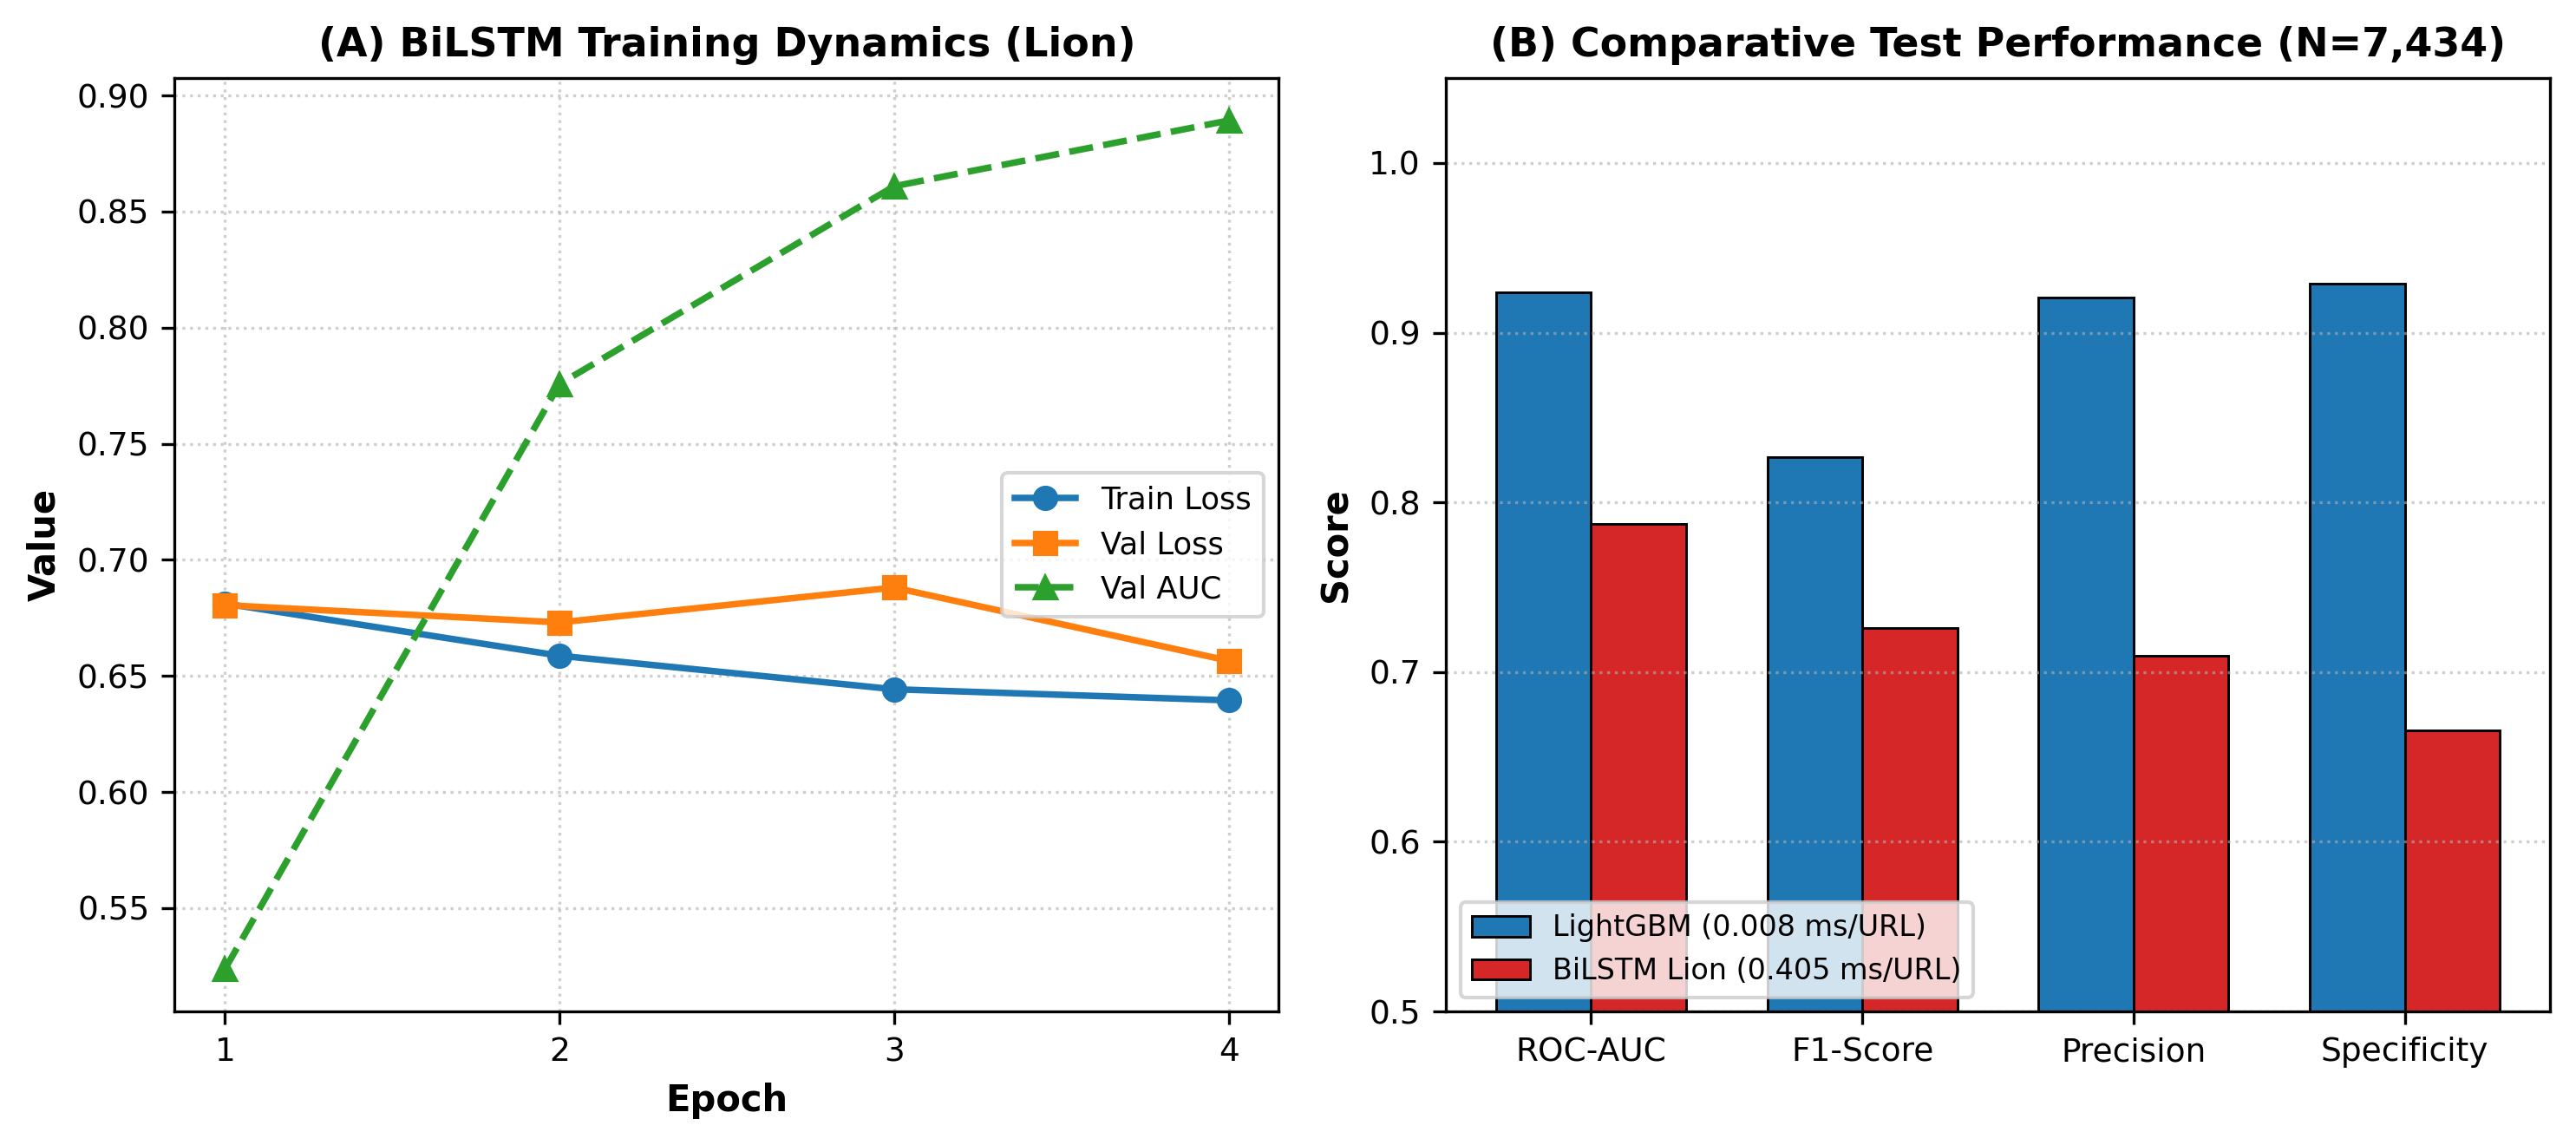 (A) BiLSTM Training Dynamics (Lion)
Value
0.90
0.85
0.80
0.75
0.70
0.65
0.60
0.55
Train Loss
Val Loss
Val AUC
1 2 3 4
Epoch
(B) Comparative Test Performance (N=7,434)
Score
1.0
0.9
0.8
0.7
0.6
0.5
LightGBM (0.008 ms/URL)
BiLSTM Lion (0.405 ms/URL)
ROC-AUC F1-Score Precision Specificity